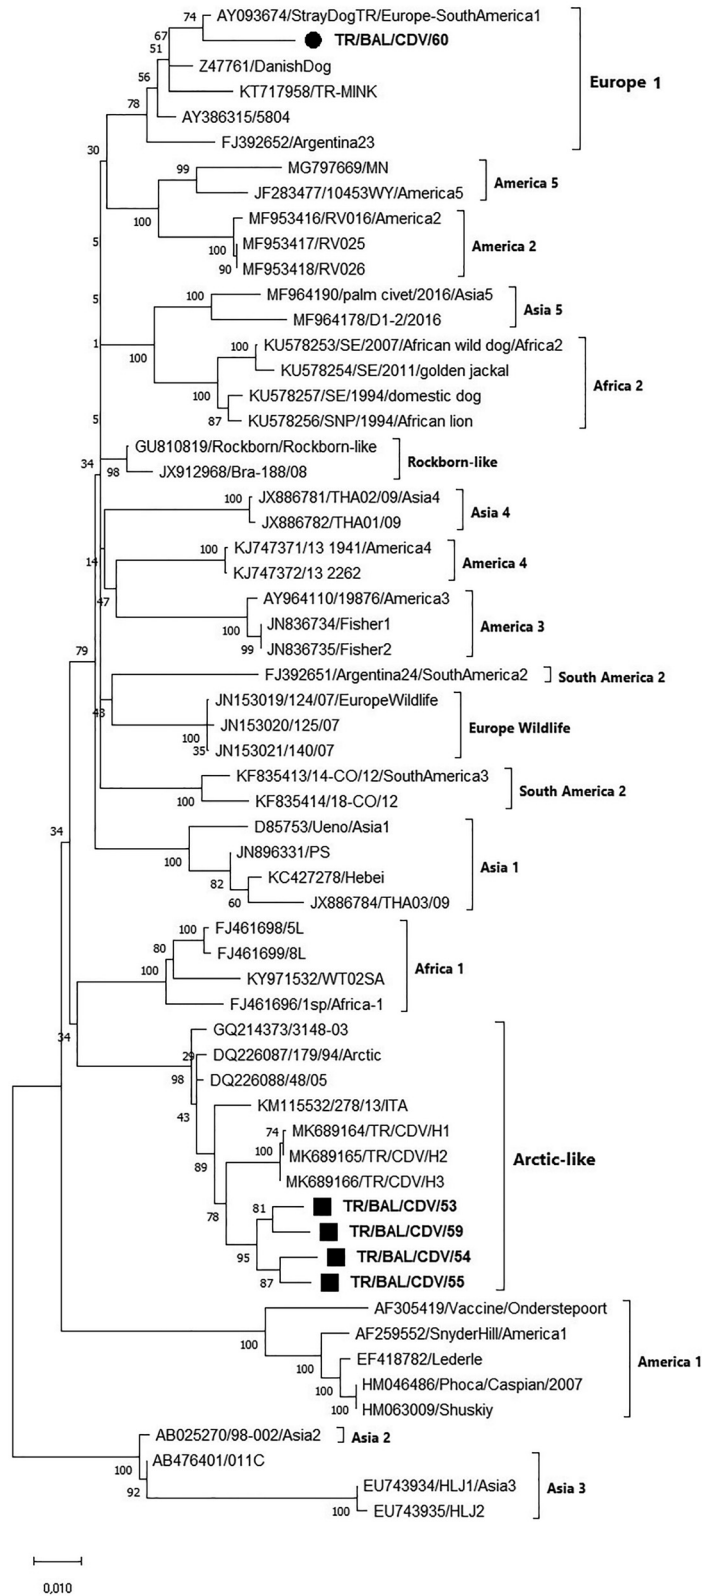 74
AY093674/StrayDogTR/Europe-SouthAmerica1
67
TR/BAL/CDV/60
51
Z47761/DanishDog
56
KT717958/TR-MINK
Europe 1
78
AY386315/5804
FJ392652/Argentina23
30
99
MG797669/MN
America 5
JF283477/10453WY/America5
100
MF953416/RV016/America2
5
100
MF953417/RV025
America 2
90
MF953418/RV026
5
100
MF964190/palm civet/2016/Asia5
Asia 5
MF964178/D1-2/2016
1
100
100
KU578253/SE/2007/African wild dog/Africa2
KU578254/SE/2011/golden jackal
Africa 2
100
KU578257/SE/1994/domestic dog
5
87
KU578256/SNP/1994/African lion
GU810819/Rockborn/Rockborn-like
34
98
JX912968/Bra-188/08
Rockborn-like
100
JX886781/THA02/09/Asia4
Asia 4
JX886782/THA01/09
14
100
KJ747371/13 1941/America4
America 4
KJ747372/13 2262
47
AY964110/19876/America3
100
JN836734/Fisher1
America 3
79
99
JN836735/Fisher2
FJ392651/Argentina24/SouthAmerica2
South America 2
48
JN153019/124/07/EuropeWildlife
100
JN153020/125/07
Europe Wildlife
35
JN153021/140/07
KF835413/14-CO/12/SouthAmerica3
South America 2
100
KF835414/18-CO/12
34
D85753/Ueno/Asia1
100
JN896331/PS
Asia 1
82
KC427278/Hebei
60
JX886784/THA03/09
100
FJ461698/5L
80
FJ461699/8L
Africa 1
100
KY971532/WT02SA
FJ461696/1sp/Africa-1
34
GQ214373/3148-03
29
DQ226087/179/94/Arctic
98
DQ226088/48/05
43
KM115532/278/13/ITA
74
MK689164/TR/CDV/H1
89
100
MK689165/TR/CDV/H2
Arctic-like
MK689166/TR/CDV/H3
78
81
TR/BAL/CDV/53
TR/BAL/CDV/59
95
TR/BAL/CDV/54
87
TR/BAL/CDV/55
AF305419/Vaccine/Onderstepoort
100
AF259552/SnyderHill/America1
100
EF418782/Lederle
America 1
100
HM046486/Phoca/Caspian/2007
100
HM063009/Shuskiy
AB025270/98-002/Asia2
Asia 2
100
AB476401/011C
92
EU743934/HLJ1/Asia3
Asia 3
100
EU743935/HLJ2
0,010